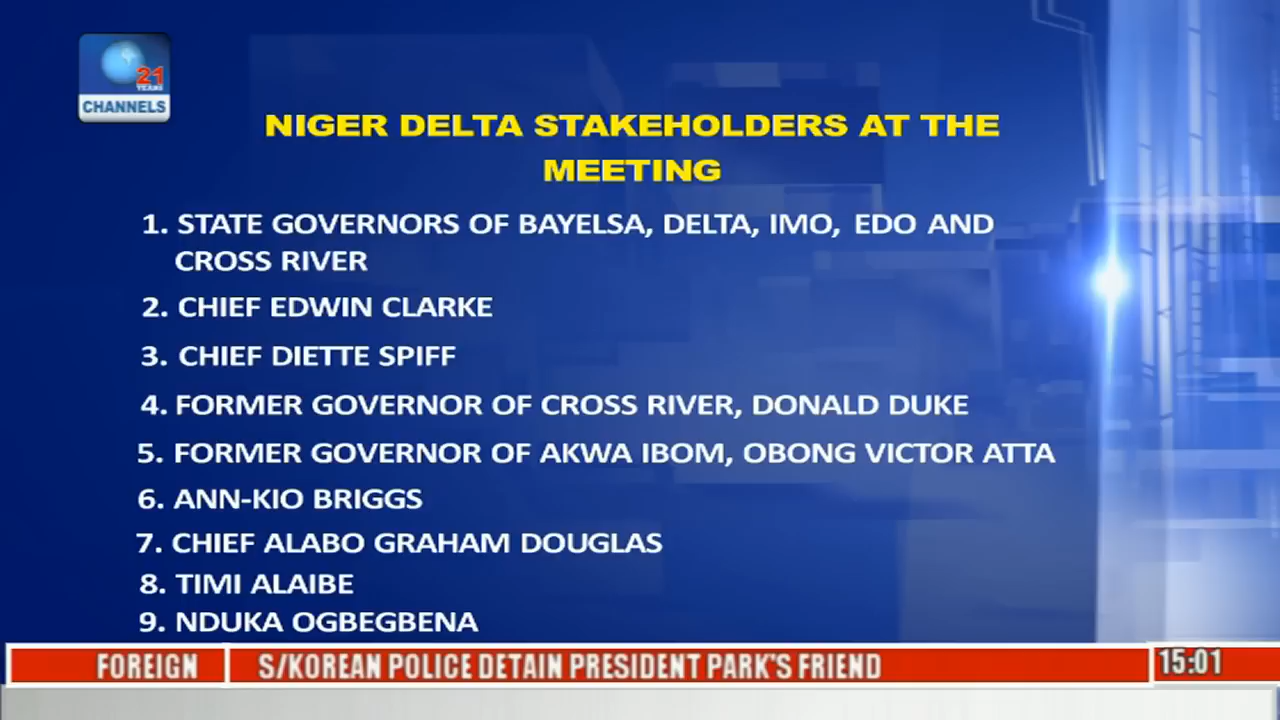 21
YEARS
CHANNELS
NIGER DELTA STAKEHOLDERS AT THE
MEETING
1. STATE GOVERNORS OF BAYELSA, DELTA, IMO, EDO AND
CROSS RIVER
2. CHIEF EDWIN CLARKE
3. CHIEF DIETTE SPIFF
4. FORMER GOVERNOR OF CROSS RIVER, DONALD DUKE
5. FORMER GOVERNOR OF AKWA IBOM, OBONG VICTOR ATTA
6. ANN-KIO BRIGGS
7. CHIEF ALABO GRAHAM DOUGLAS
8. TIMI ALAIBE
9. NDUKA OGBEGBENA
FOREIGN S/KOREAN POLICE DETAIN PRESIDENT PARK'S FRIEND 15:01